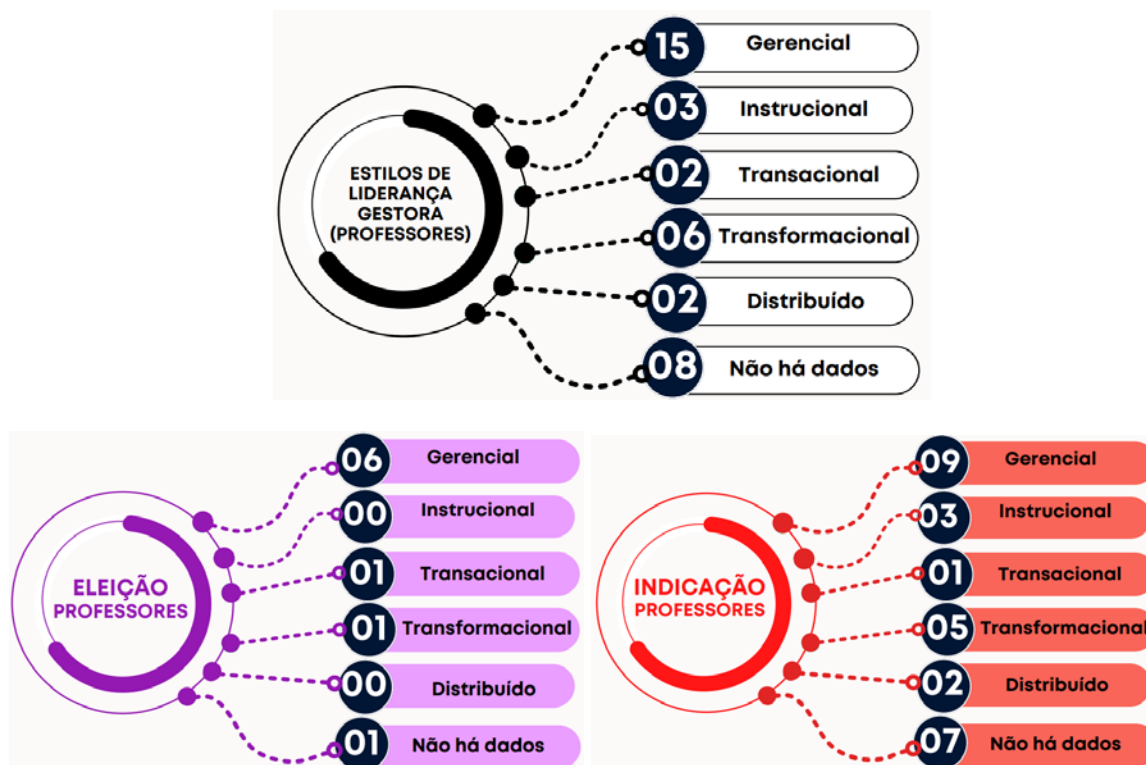 ESTILOS DE
LIDERANÇA
GESTORA
(PROFESSORES)
15 Gerencial
03 Instrucional
02 Transacional
06 Transformacional
02 Distribuído
08 Não há dados
ELEIÇÃO
PROFESSORES
06 Gerencial
00 Instrucional
01 Transacional
01 Transformacional
00 Distribuído
01 Não há dados
INDICAÇÃO
PROFESSORES
09 Gerencial
03 Instrucional
01 Transacional
05 Transformacional
02 Distribuído
07 Não há dados